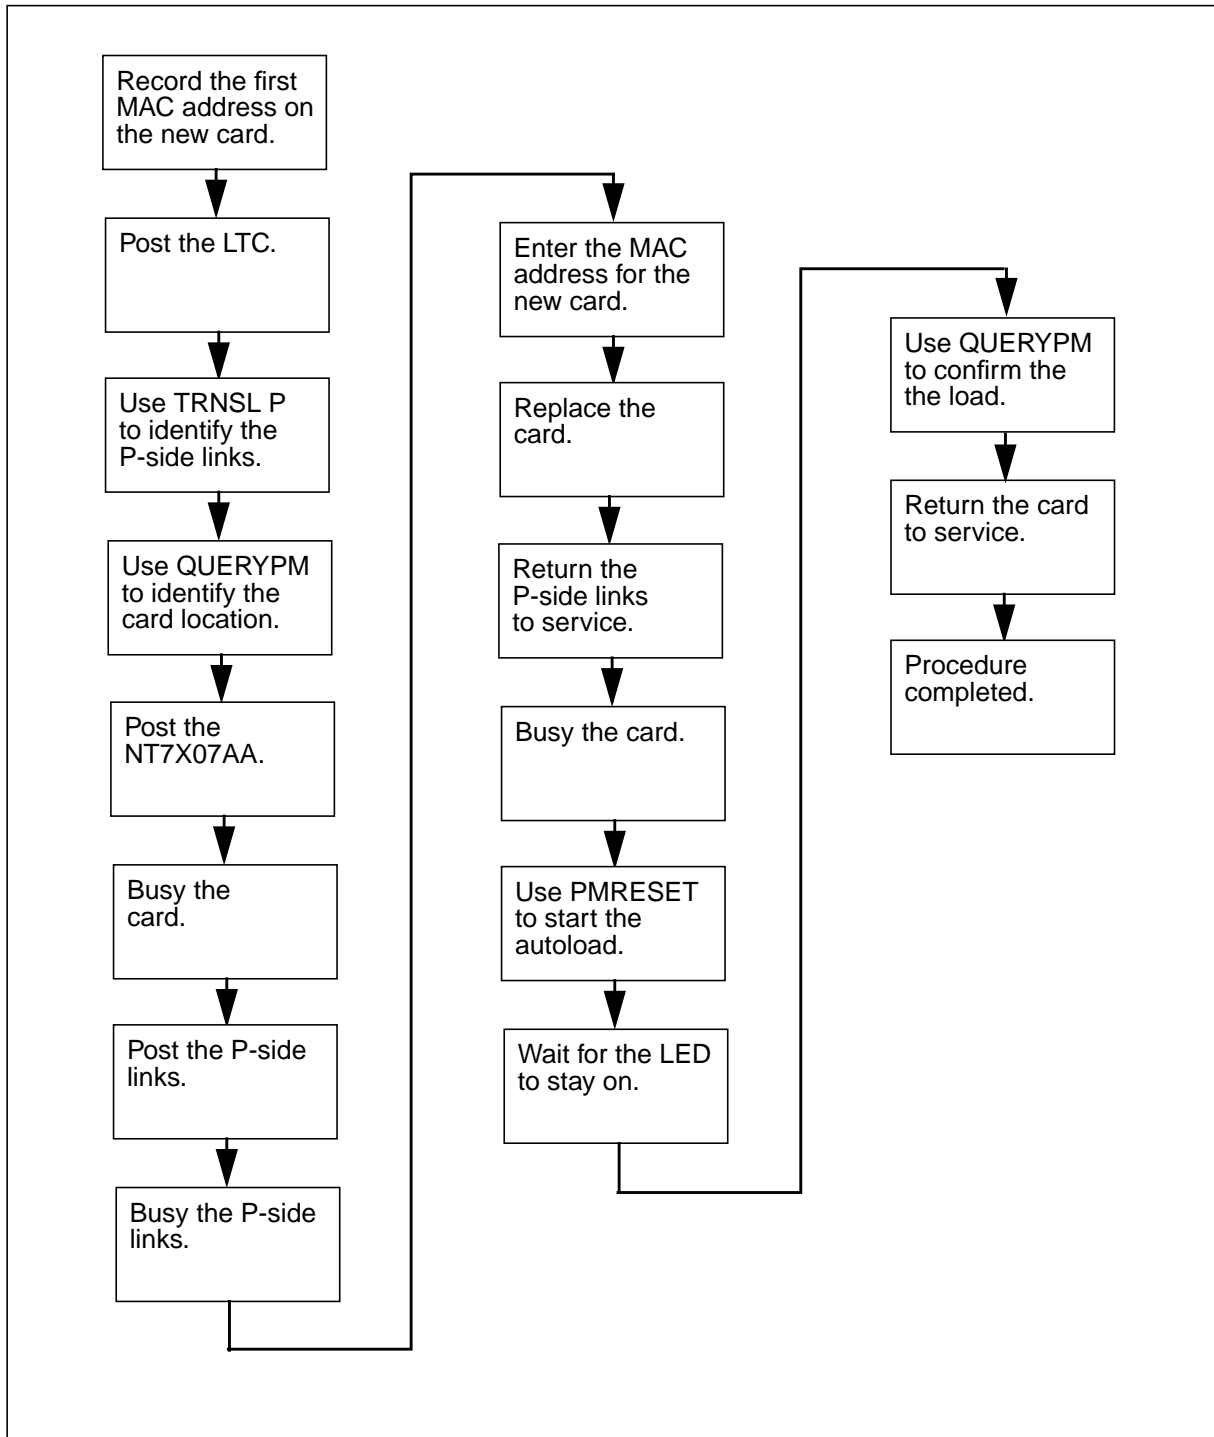 Record the first
MAC address on
the new card.
Post the LTC.
Use TRNSL P
to identify the
P-side links.
Use QUERYPM
to identify the
card location.
Post the
NT7X07AA.
Busy the
card.
Post the P-side
links.
Busy the P-side
links.
Enter the MAC
address for the
new card.
Replace the
card.
Return the
P-side links
to service.
Busy the card.
Use PMRESET
to start the
autoload.
Wait for the LED
to stay on.
Use QUERYPM
to confirm the
the load.
Return the card
to service.
Procedure
completed.